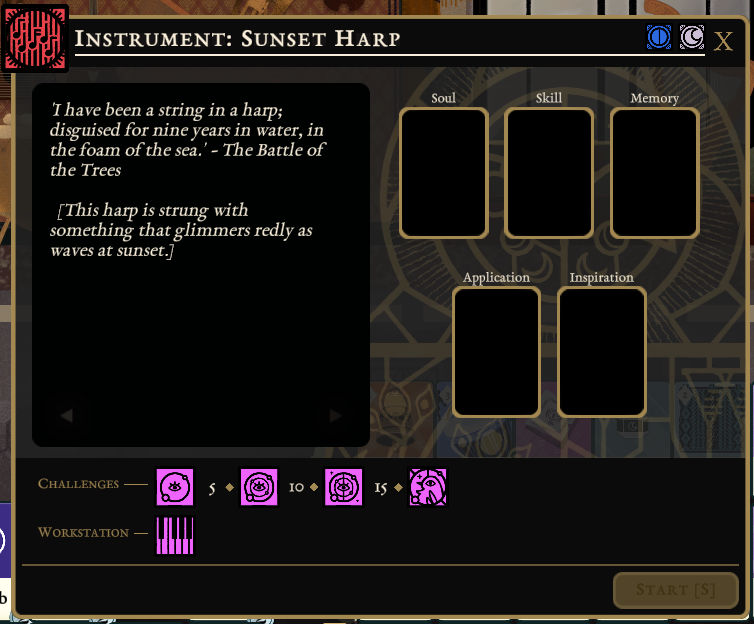 Instrument: Sunset Harp
X
'I have been a string in a harp;
disguised for nine years in water, in
the foam of the sea.' - The Battle of
the Trees
[This harp is strung with
something that glimmers redly as
waves at sunset.]
Soul
Skill
Memory
Application
Inspiration
Challenges
5
10
15
Workstation
b
Start [S]